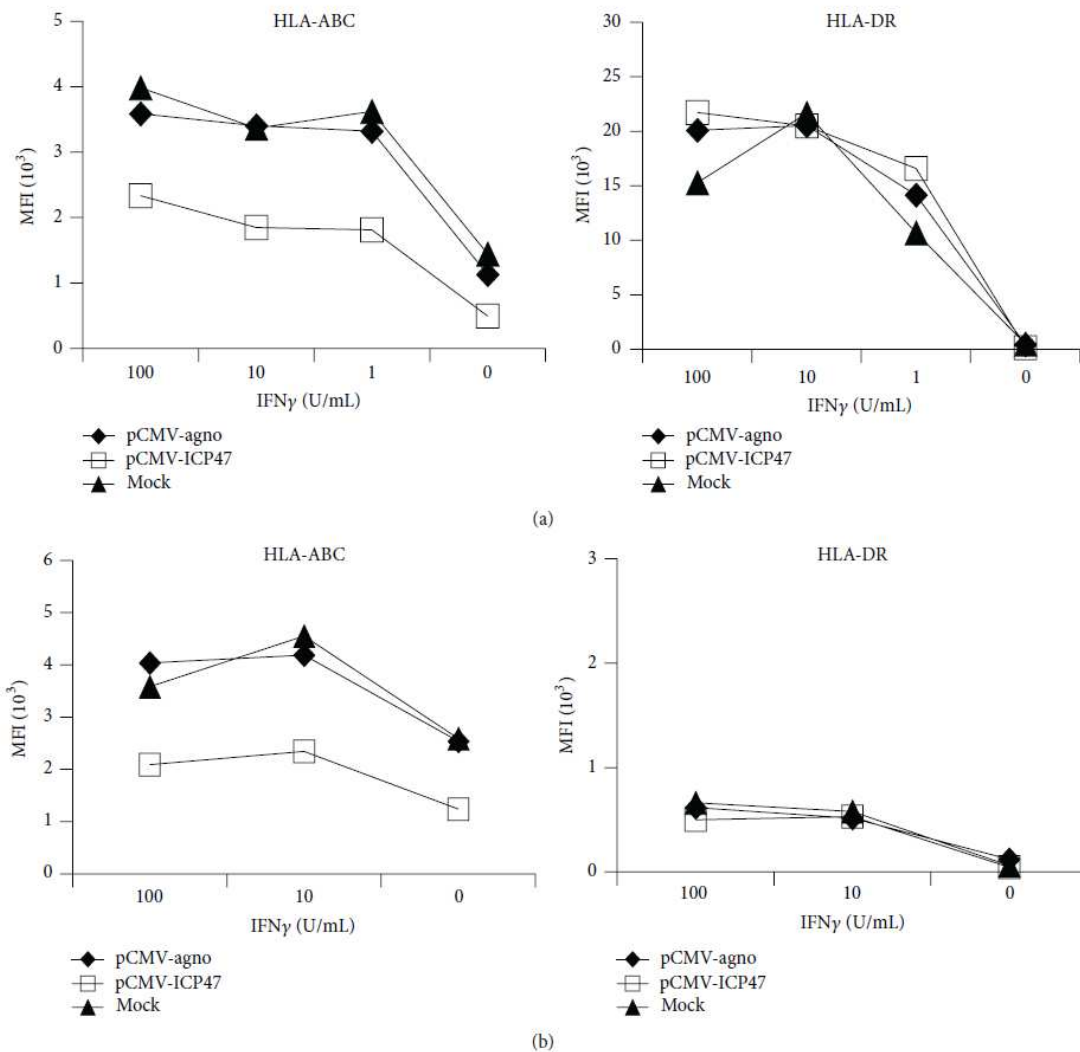 HLA-ABC
5
4
3
2
1
0
MFI (10³)
100 10 1 0
IFNγ (U/mL)
pCMV-agno
pCMV-ICP47
Mock
HLA-DR
30
25
20
15
10
5
0
MFI (10³)
100 10 1 0
IFNγ (U/mL)
pCMV-agno
pCMV-ICP47
Mock
(a)
HLA-ABC
6
5
4
3
2
1
0
MFI (10³)
100 10 0
IFNγ (U/mL)
pCMV-agno
pCMV-ICP47
Mock
HLA-DR
3
2
1
0
MFI (10³)
100 10 0
IFNγ (U/mL)
pCMV-agno
pCMV-ICP47
Mock
(b)